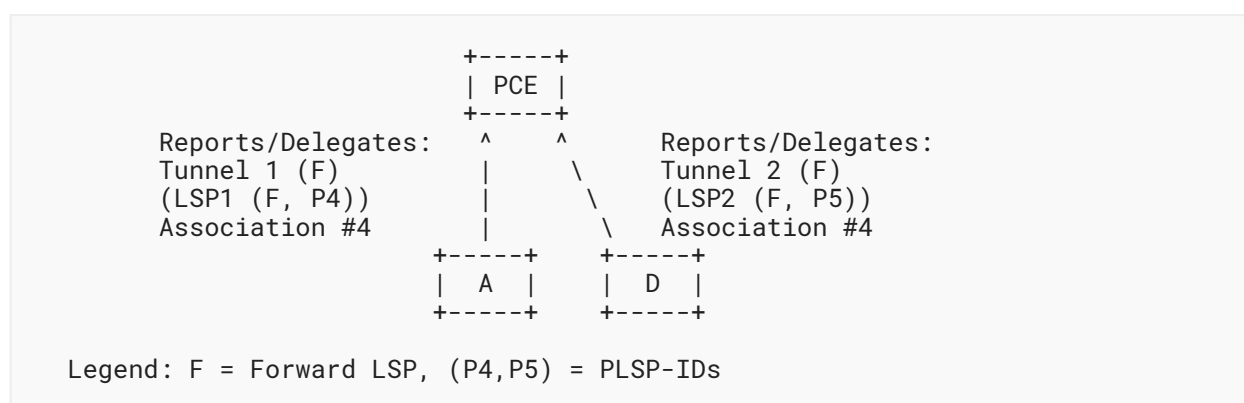 +-----+
| PCE |
+-----+
Reports/Delegates: ^ ^ Reports/Delegates:
Tunnel 1 (F) | \ Tunnel 2 (F)
(LSP1 (F, P4)) | \ (LSP2 (F, P5))
Association #4 | \ Association #4
+-----+ +-----+
| A | | D |
+-----+ +-----+
Legend: F = Forward LSP, (P4,P5) = PLSP-IDs